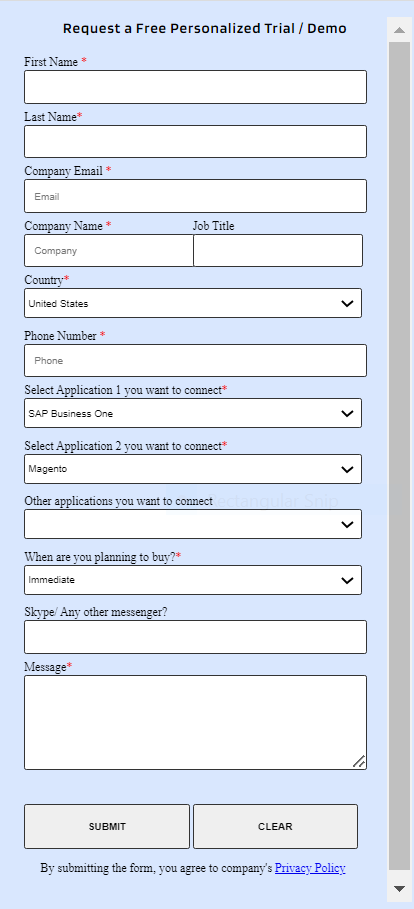 Request a Free Personalized Trial / Demo
First Name *
Last Name*
Company Email *
Email
Company Name * Job Title
Company
Country*
United States
Phone Number *
Phone
Select Application 1 you want to connect*
SAP Business One
Select Application 2 you want to connect*
Magento
Other applications you want to connect
Rectangular Snip
When are you planning to buy?*
Immediate
Skype/ Any other messenger?
Message*
SUBMIT CLEAR
By submitting the form, you agree to company's Privacy Policy